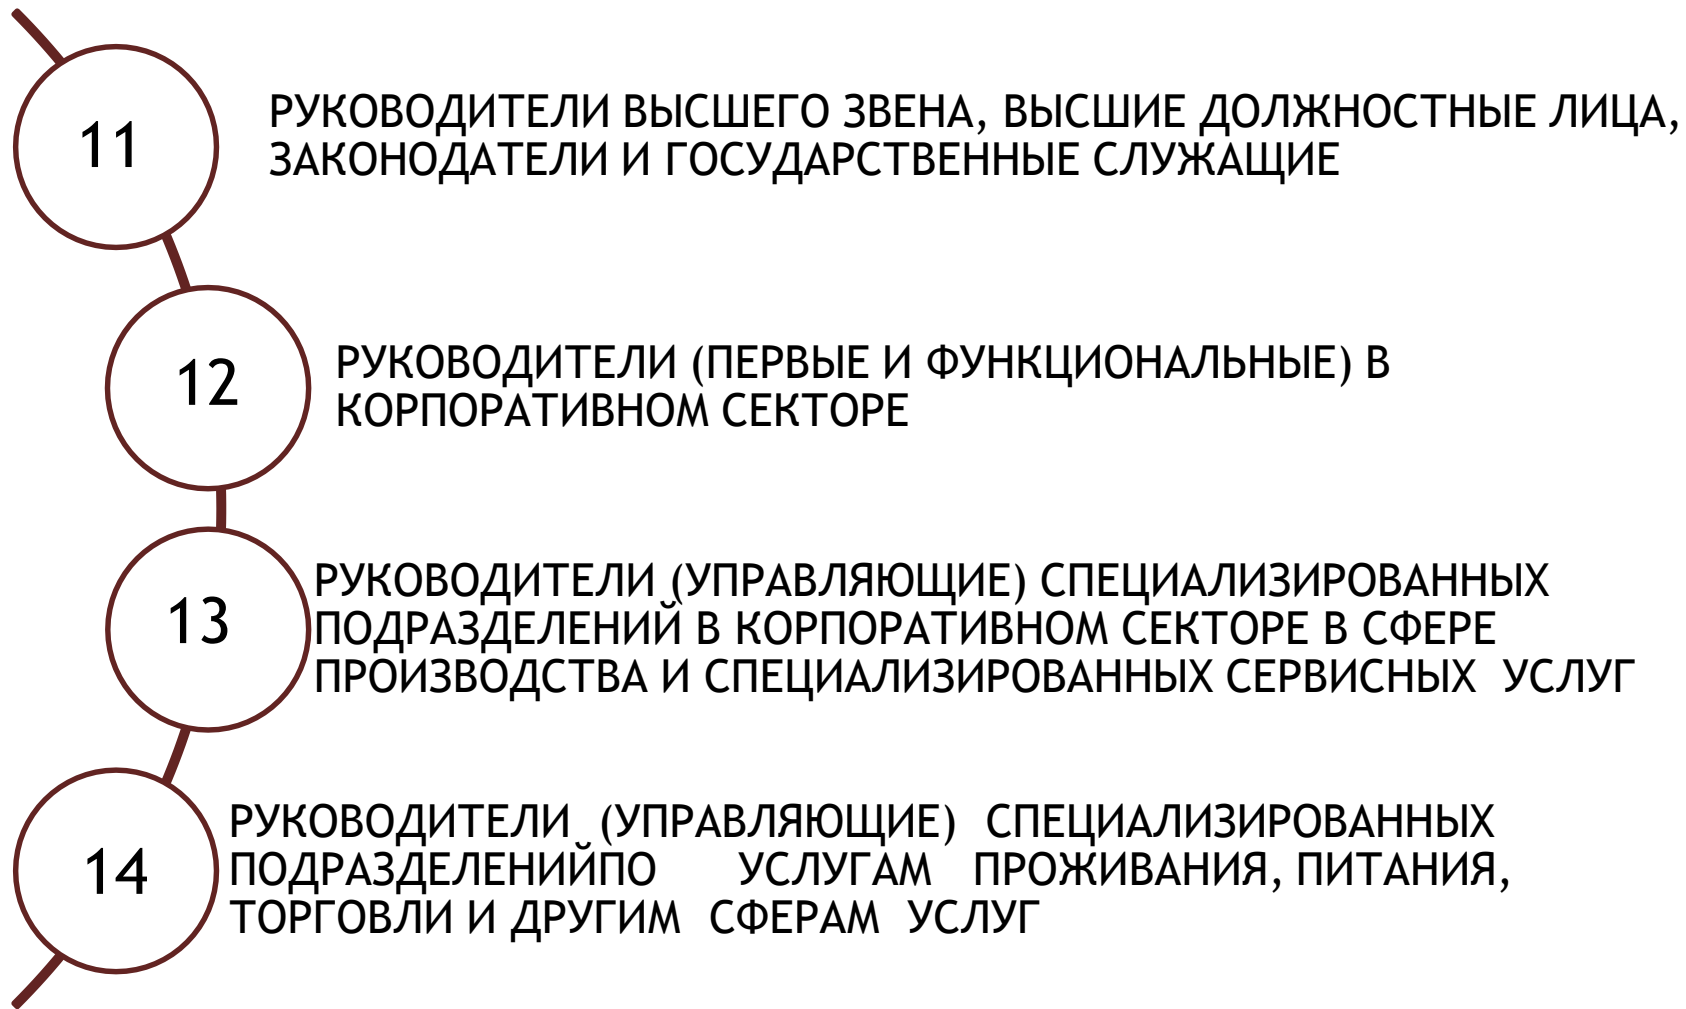 11
РУКОВОДИТЕЛИ ВЫСШЕГО ЗВЕНА, ВЫСШИЕ ДОЛЖНОСТНЫЕ ЛИЦА,
ЗАКОНОДАТЕЛИ И ГОСУДАРСТВЕННЫЕ СЛУЖАЩИЕ
12
РУКОВОДИТЕЛИ (ПЕРВЫЕ И ФУНКЦИОНАЛЬНЫЕ) В
КОРПОРАТИВНОМ СЕКТОРЕ
13
РУКОВОДИТЕЛИ (УПРАВЛЯЮЩИЕ) СПЕЦИАЛИЗИРОВАННЫХ
ПОДРАЗДЕЛЕНИЙ В КОРПОРАТИВНОМ СЕКТОРЕ В СФЕРЕ
ПРОИЗВОДСТВА И СПЕЦИАЛИЗИРОВАННЫХ СЕРВИСНЫХ УСЛУГ
14
РУКОВОДИТЕЛИ (УПРАВЛЯЮЩИЕ) СПЕЦИАЛИЗИРОВАННЫХ
ПОДРАЗДЕЛЕНИЙПО УСЛУГАМ ПРОЖИВАНИЯ, ПИТАНИЯ,
ТОРГОВЛИ И ДРУГИМ СФЕРАМ УСЛУГ